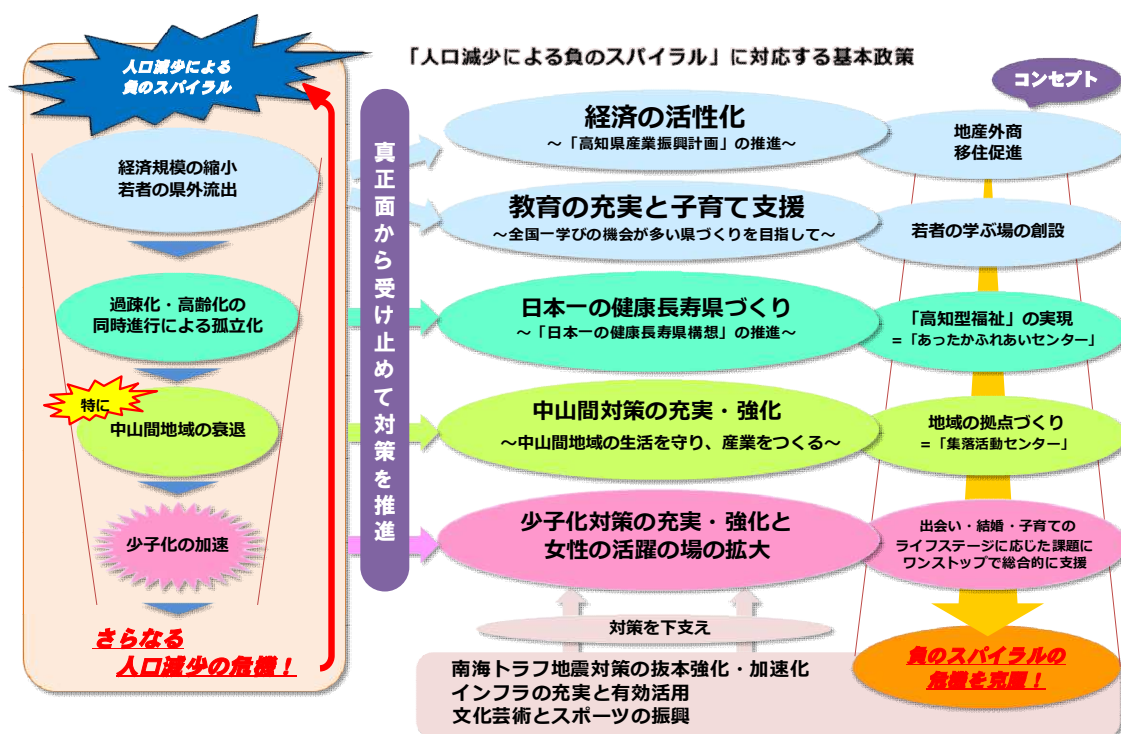 「人口減少による負のスパイラル」に対応する基本政策
人口減少による
負のスパイラル
経済規模の縮小
若者の県外流出
過疎化・高齢化の
同時進行による孤立化
特に
中山間地域の衰退
少子化の加速
さらなる
人口減少の危機！
真正面から受け止めて対策を推進
経済の活性化
～「高知県産業振興計画」の推進～
教育の充実と子育て支援
～全国一学びの機会が多い県づくりを目指して～
日本一の健康長寿県づくり
～「日本一の健康長寿県構想」の推進～
中山間対策の充実・強化
～中山間地域の生活を守り、産業をつくる～
少子化対策の充実・強化と
女性の活躍の場の拡大
対策を下支え
南海トラフ地震対策の抜本強化・加速化
インフラの充実と有効活用
文化芸術とスポーツの振興
コンセプト
地産外商
移住促進
若者の学ぶ場の創設
「高知型福祉」の実現
=「あったかふれあいセンター」
地域の拠点づくり
=「集落活動センター」
出会い・結婚・子育ての
ライフステージに応じた課題に
ワンストップで総合的に支援
負のスパイラルの
危機を克服！